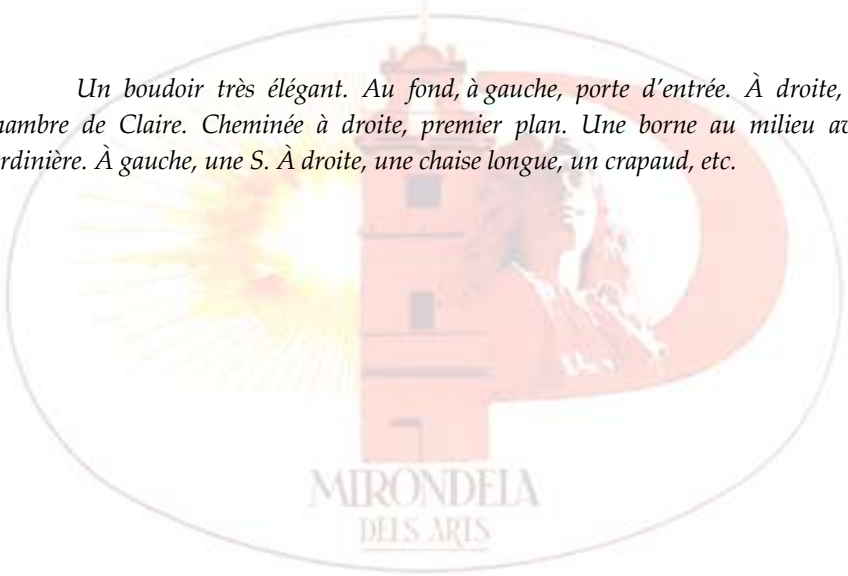 Un boudoir très élégant. Au fond, à gauche, porte d'entrée. À droite,
hambre de Claire. Cheminée à droite, premier plan. Une borne au milieu av
rdinière. À gauche, une S. À droite, une chaise longue, un crapaud, etc.
MIRONDELA
DELS ARTS